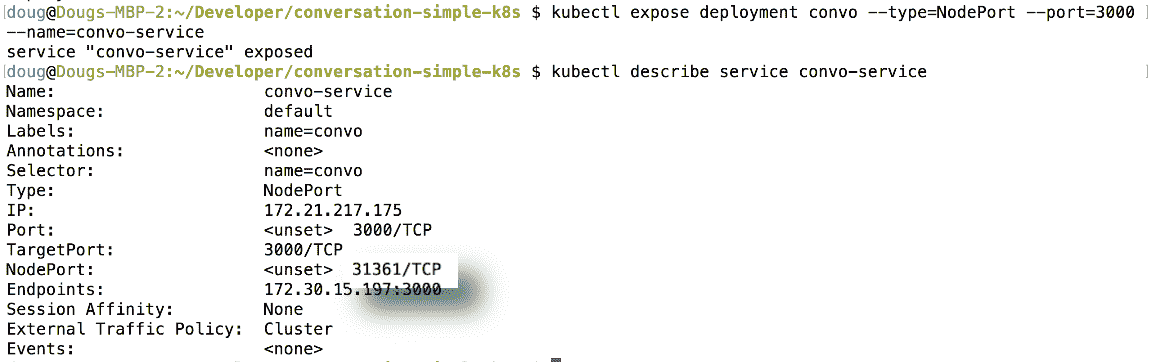 doug@Dougs-MBP-2:~/Developer/conversation-simple-k8s $ kubectl expose deployment convo --type=NodePort --port=3000
--name=convo-service
service "convo-service" exposed
doug@Dougs-MBP-2:~/Developer/conversation-simple-k8s $ kubectl describe service convo-service
Name: convo-service
Namespace: default
Labels: name=convo
Annotations: <none>
Selector: name=convo
Type: NodePort
IP: 172.21.217.175
Port: <unset> 3000/TCP
TargetPort: 3000/TCP
NodePort: <unset> 31361/TCP
Endpoints: 172.30.15.197:3000
Session Affinity: None
External Traffic Policy: Cluster
Events: <none>